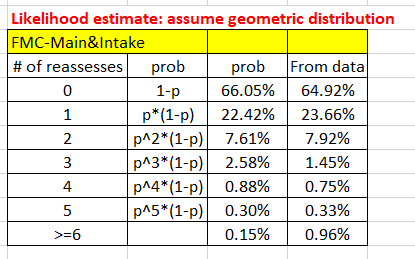 Likelihood estimate: assume geometric distribution
FMC-Main&Intake
# of reassesses prob prob From data
0 1-p 66.05% 64.92%
1 p*(1-p) 22.42% 23.66%
2 p^2*(1-p) 7.61% 7.92%
3 p^3*(1-p) 2.58% 1.45%
4 p^4*(1-p) 0.88% 0.75%
5 p^5*(1-p) 0.30% 0.33%
>=6 0.15% 0.96%